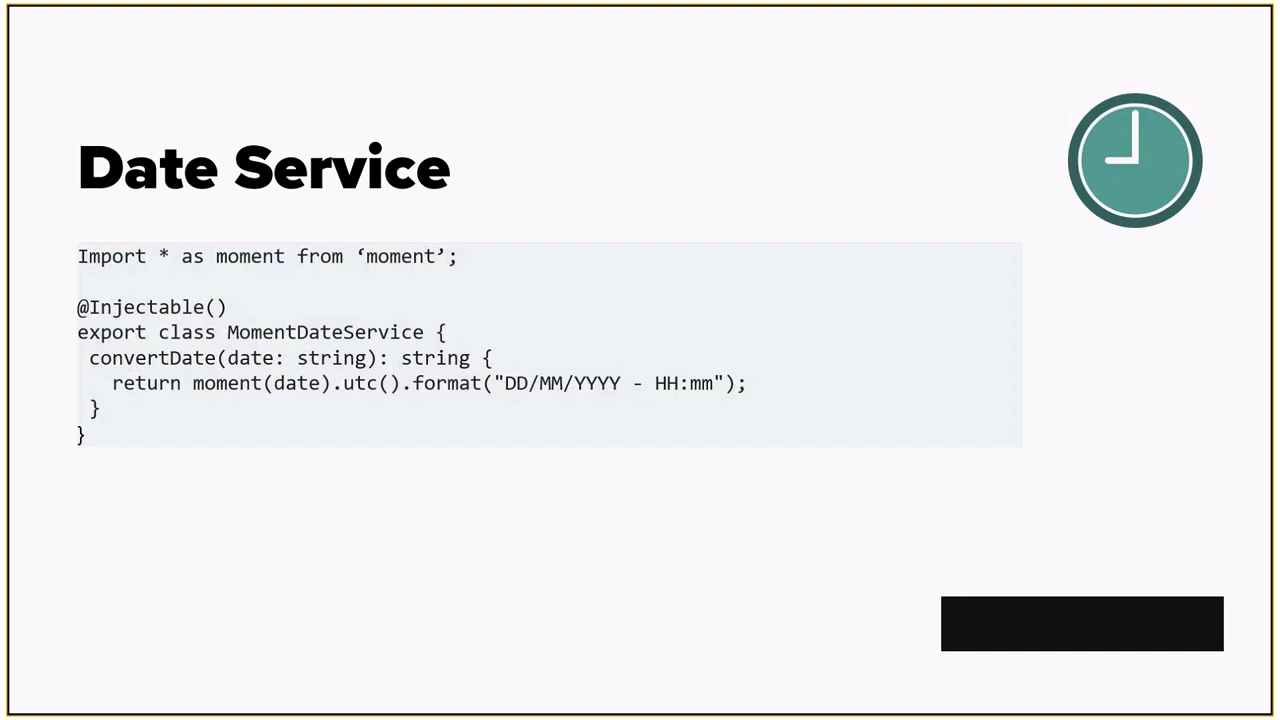 Date Service
Import * as moment from ‘moment’;
@Injectable()
export class MomentDateService {
convertDate(date: string): string {
return moment(date).utc().format("DD/MM/YYYY - HH:mm");
}
}